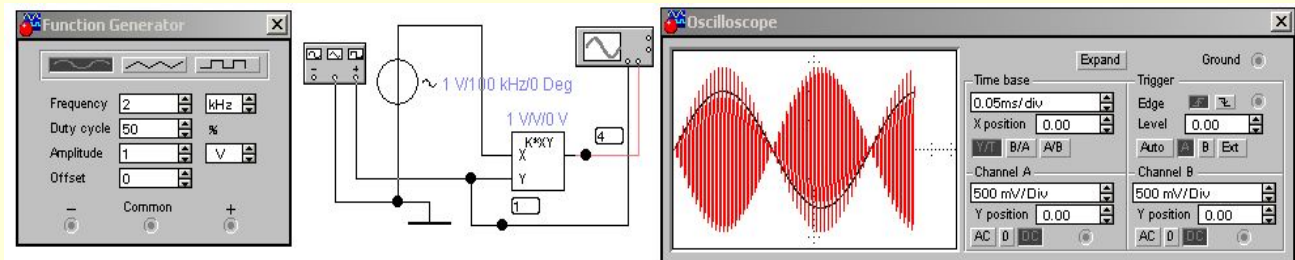 Function Generator
Frequency 2 kHz
Duty cycle 50 %
Amplitude 1 V
Offset 0
− Common +
1 V/100 kHz/0 Deg
1 V/V/0 V
K*XY
X
Y
4
1
Oscilloscope
Expand Ground
Time base
0.05ms/div
X position 0.00
Y/T B/A A/B
Trigger
Edge
Level 0.00
Auto A B Ext
Channel A
500 mV/Div
Y position 0.00
AC 0 DC
Channel B
500 mV/Div
Y position 0.00
AC 0 DC